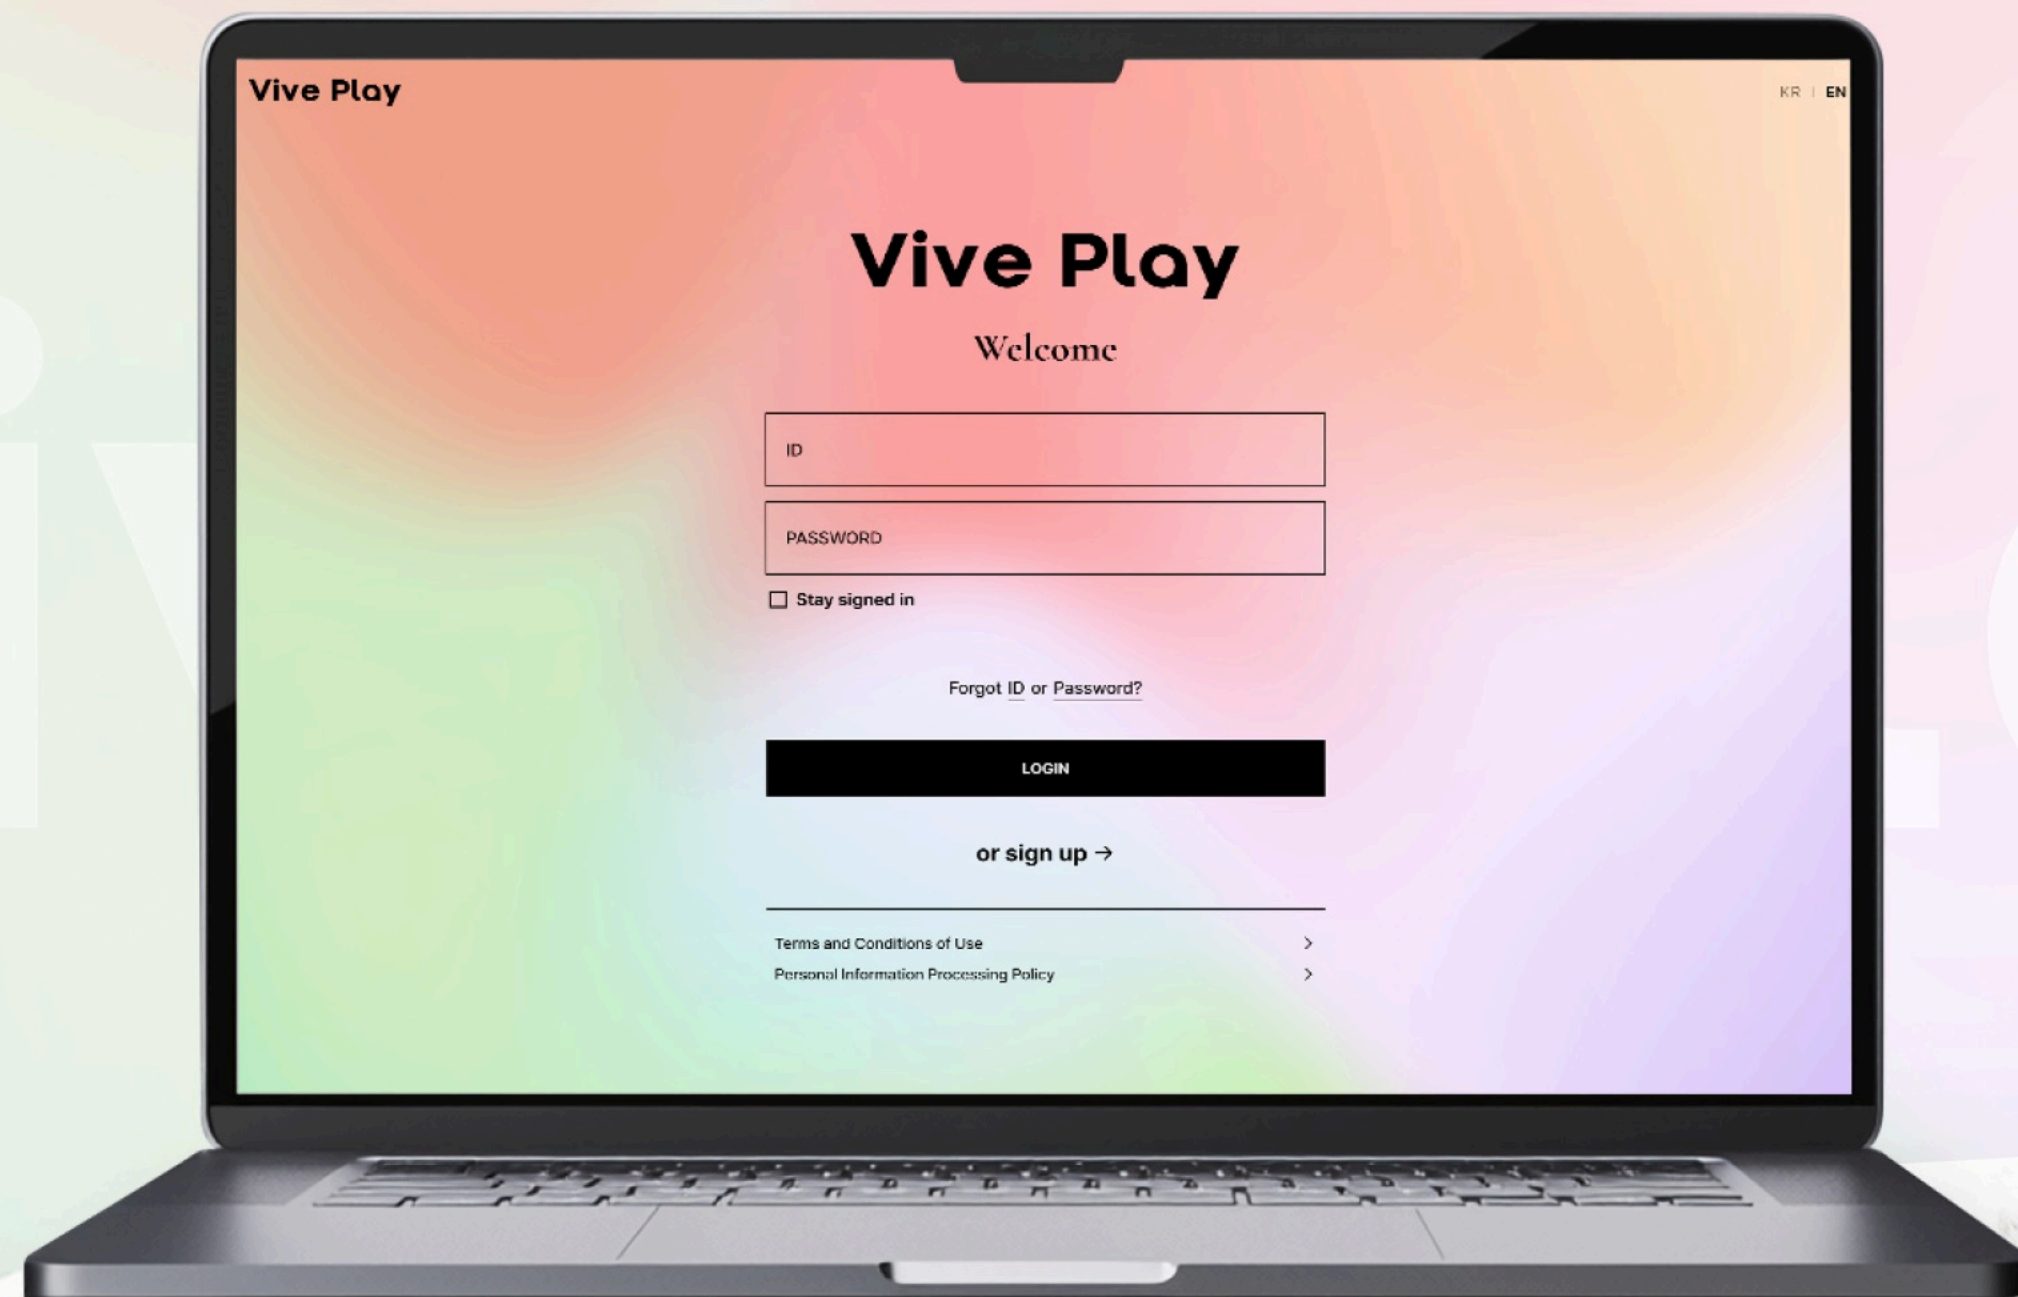 Vive Play
KR | EN
Vive Play
Welcome
ID
PASSWORD
Stay signed in
Forgot ID or Password?
LOGIN
or sign up →
Terms and Conditions of Use >
Personal Information Processing Policy >